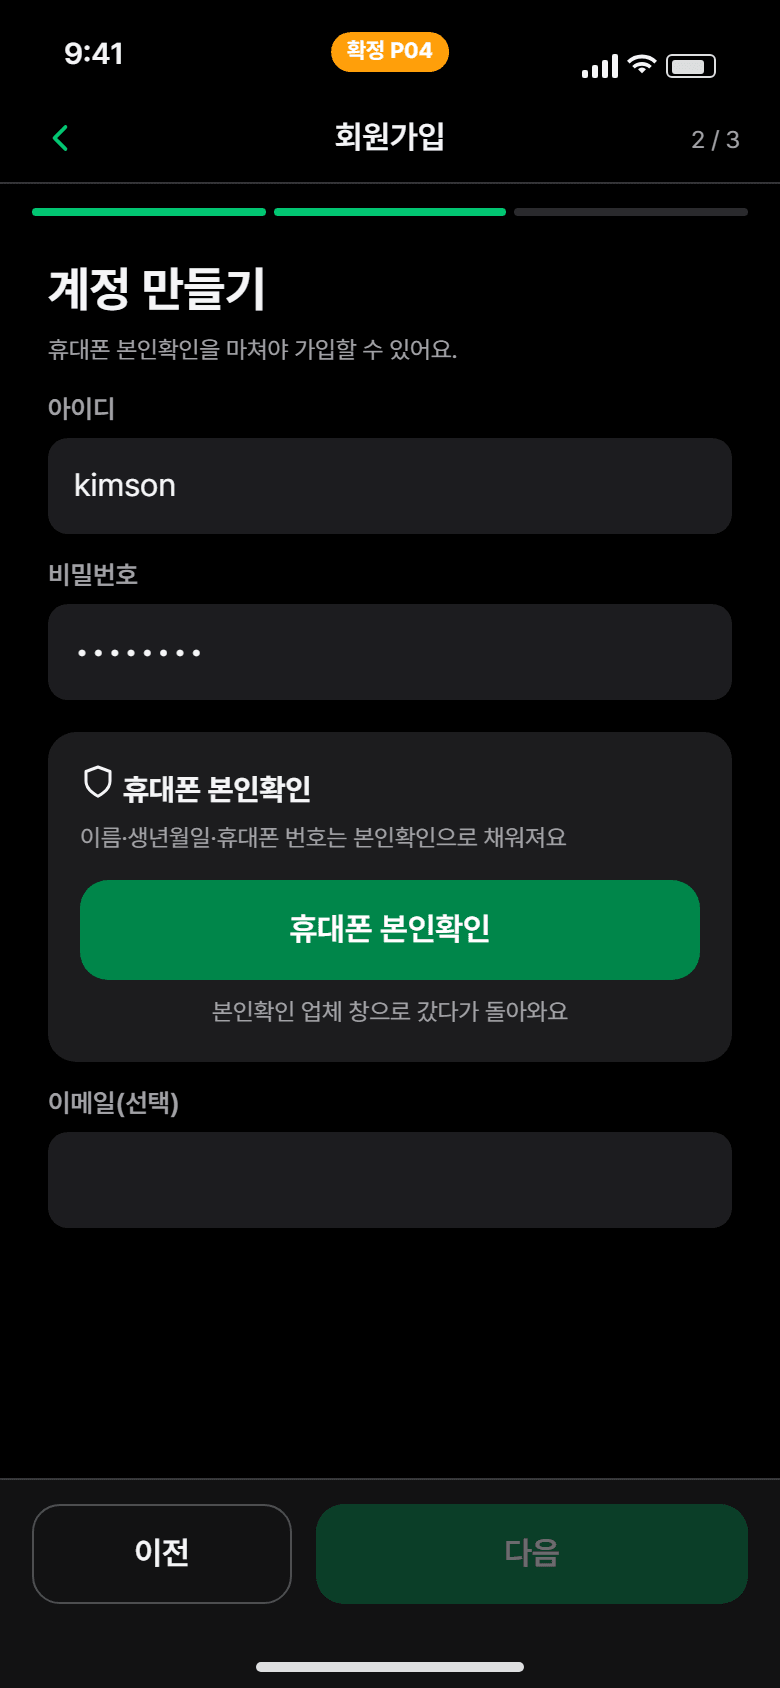 9:41
확정 P04
회원가입
2 / 3
계정 만들기
휴대폰 본인확인을 마쳐야 가입할 수 있어요.
아이디
kimson
비밀번호
••••••••
휴대폰 본인확인
이름·생년월일·휴대폰 번호는 본인확인으로 채워져요
휴대폰 본인확인
본인확인 업체 창으로 갔다가 돌아와요
이메일(선택)
이전
다음